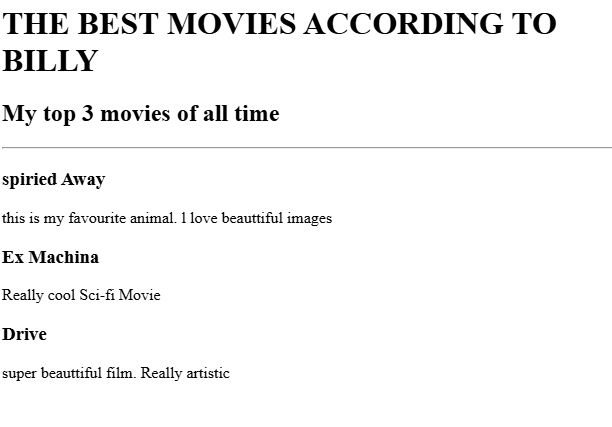 THE BEST MOVIES ACCORDING TO
BILLY
My top 3 movies of all time
spiried Away
this is my favourite animal. l love beauttiful images
Ex Machina
Really cool Sci-fi Movie
Drive
super beauttiful film. Really artistic